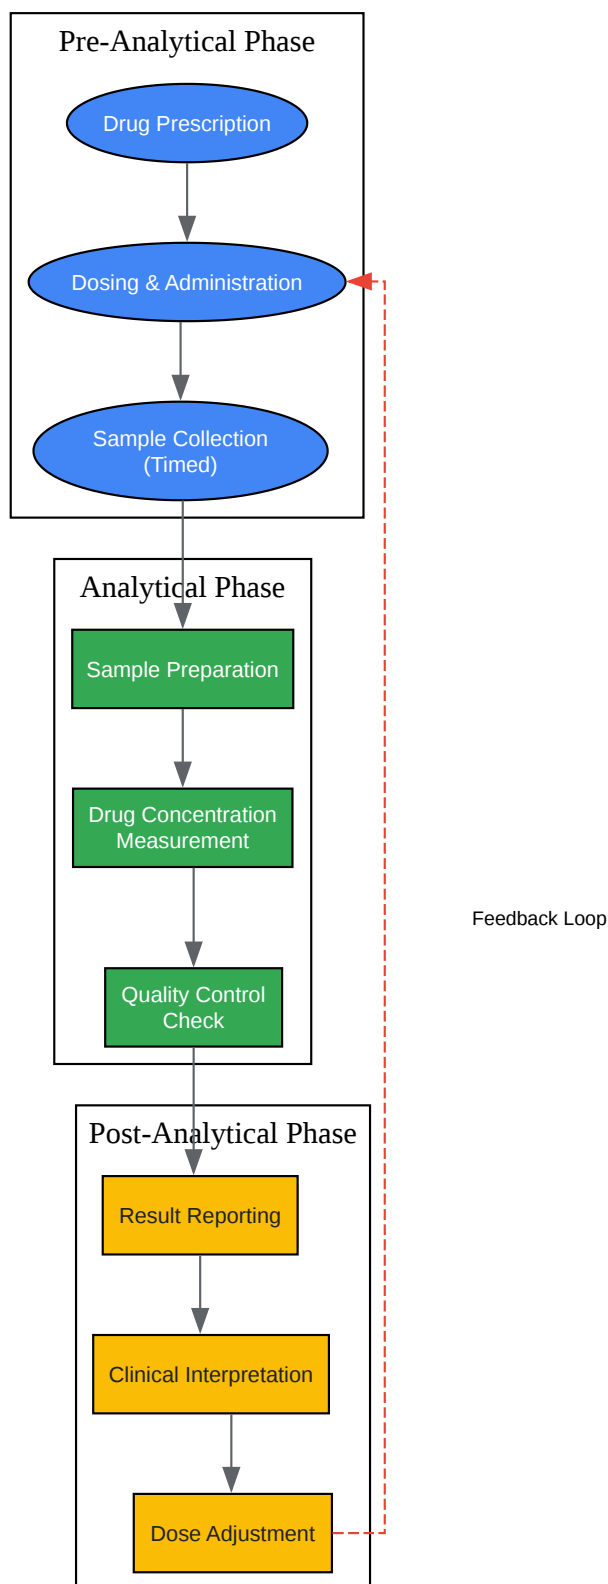 Pre-Analytical Phase
Drug Prescription
Dosing & Administration
Sample Collection
(Timed)
Analytical Phase
Sample Preparation
Drug Concentration
Measurement
Feedback Loop
Quality Control
Check
Post-Analytical Phase
Result Reporting
Clinical Interpretation
Dose Adjustment